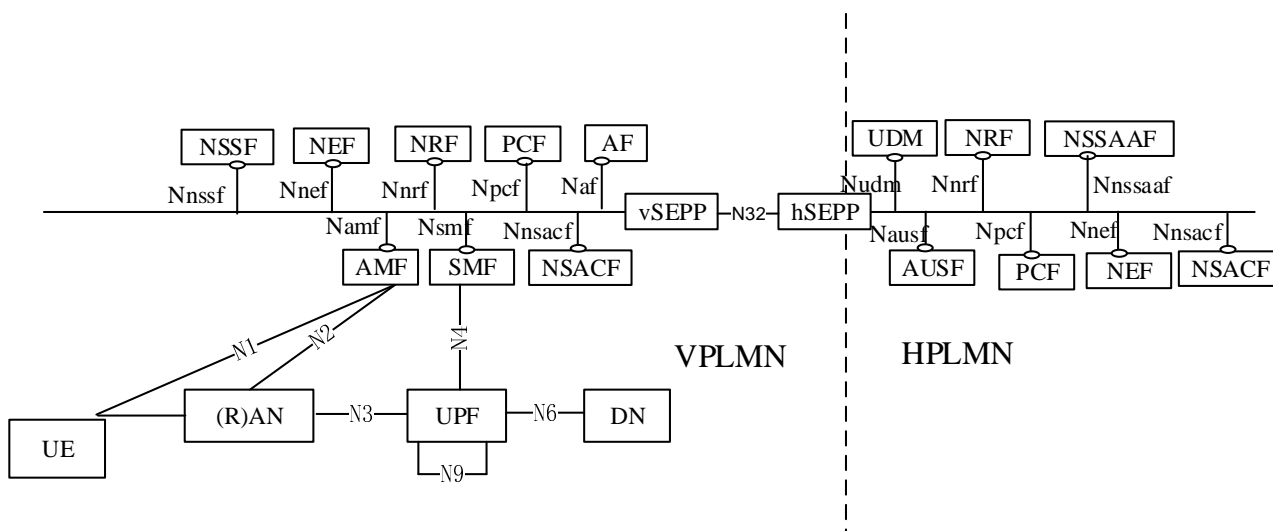 NSSF NEF NRF PCF AF UDM NRF NSSAAF
Nnssf Nnef Nnrf Npcf Naf Nudm Nnrf Nnssaaf
vSEPP N32 hSEPP
Namf Nsmf Nnsacf Nausf Npcf Nnef Nnsacf
AMF SMF NSACF AUSF PCF NEF NSACF
N1 N2 N4 VPLMN HPLMN
(R)AN N3 UPF N6 DN
UE N9